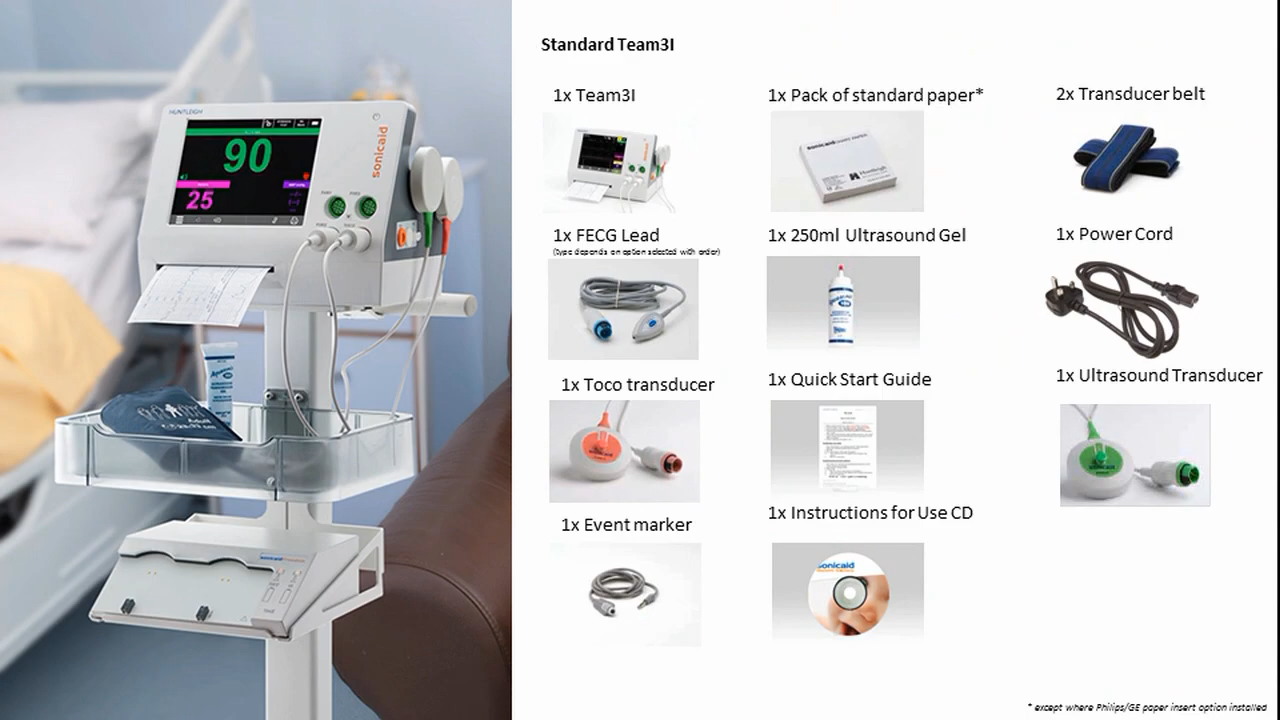 HUNTLEIGH
sonicaid
90
25
Standard Team3I
1x Team3I
1x Pack of standard paper*
2x Transducer belt
sonicaid
Huntleigh
1x FECG Lead
(type depends on option selected with order)
1x 250ml Ultrasound Gel
1x Power Cord
1x Toco transducer
1x Quick Start Guide
1x Ultrasound Transducer
1x Event marker
1x Instructions for Use CD
sonicaid
* except where Philips/GE paper insert option installed